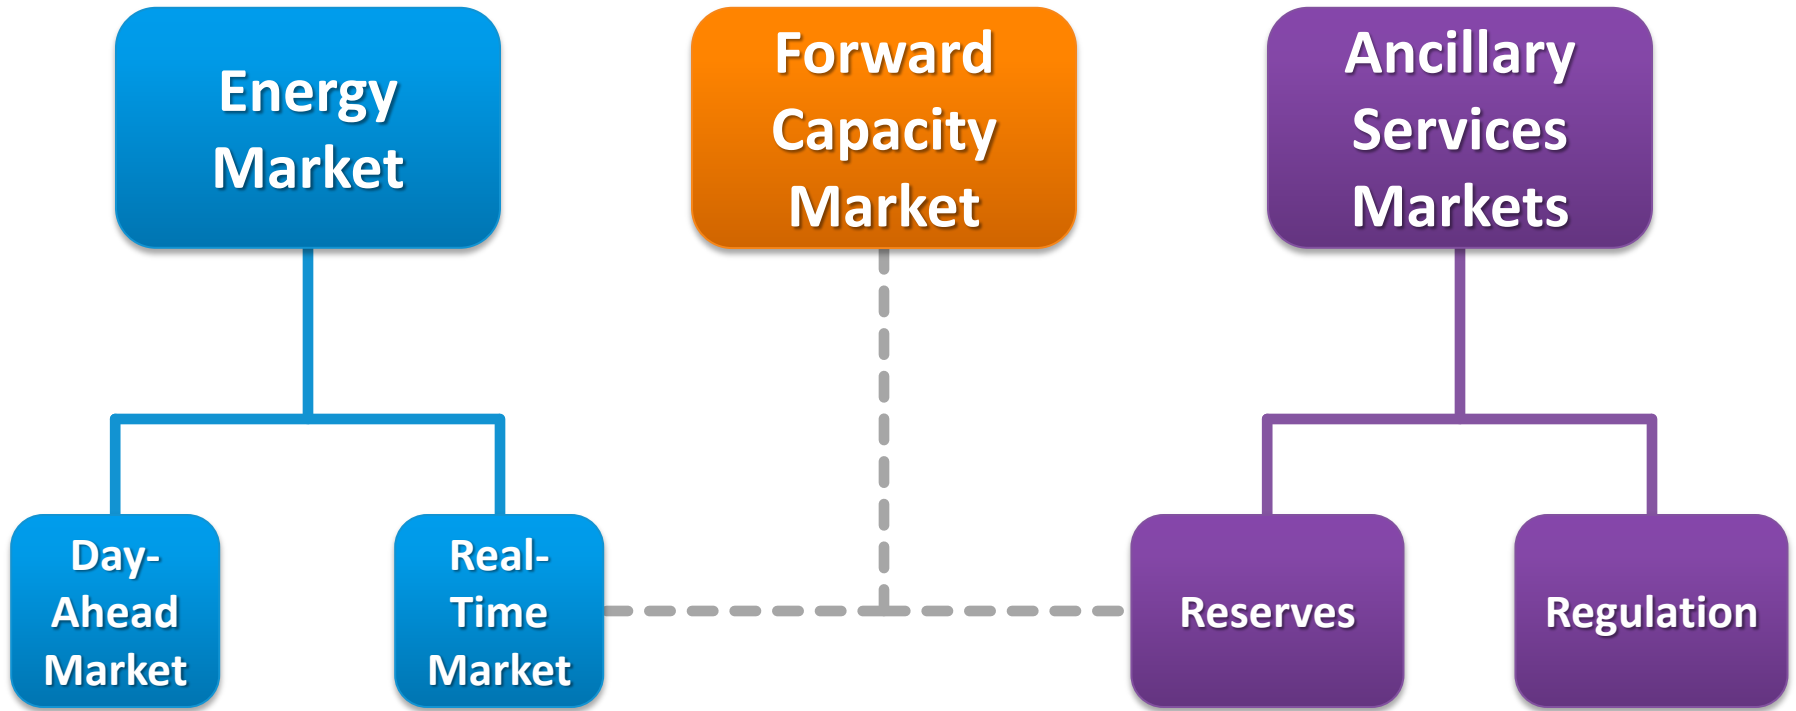 Energy
Market
Forward
Capacity
Market
Ancillary
Services
Markets
Day-
Ahead
Market
Real-
Time
Market
Reserves
Regulation